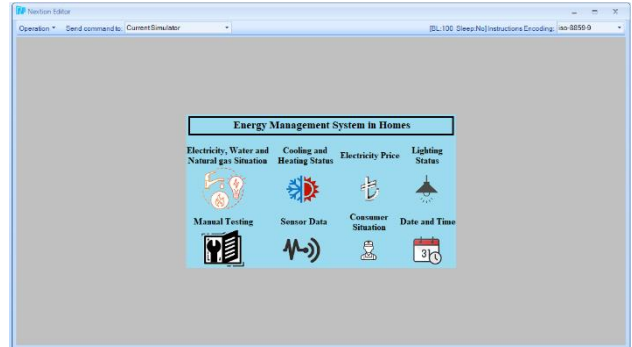 Nextion Editor
Operation Send command to: Current Simulator [BL:100 Sleep:No] Instructions Encoding: iso-8859-9
Energy Management System in Homes
Electricity, Water and
Natural gas Situation
Cooling and
Heating Status
Electricity Price
Lighting
Status
Manual Testing
Sensor Data
Consumer
Situation
Date and Time
31